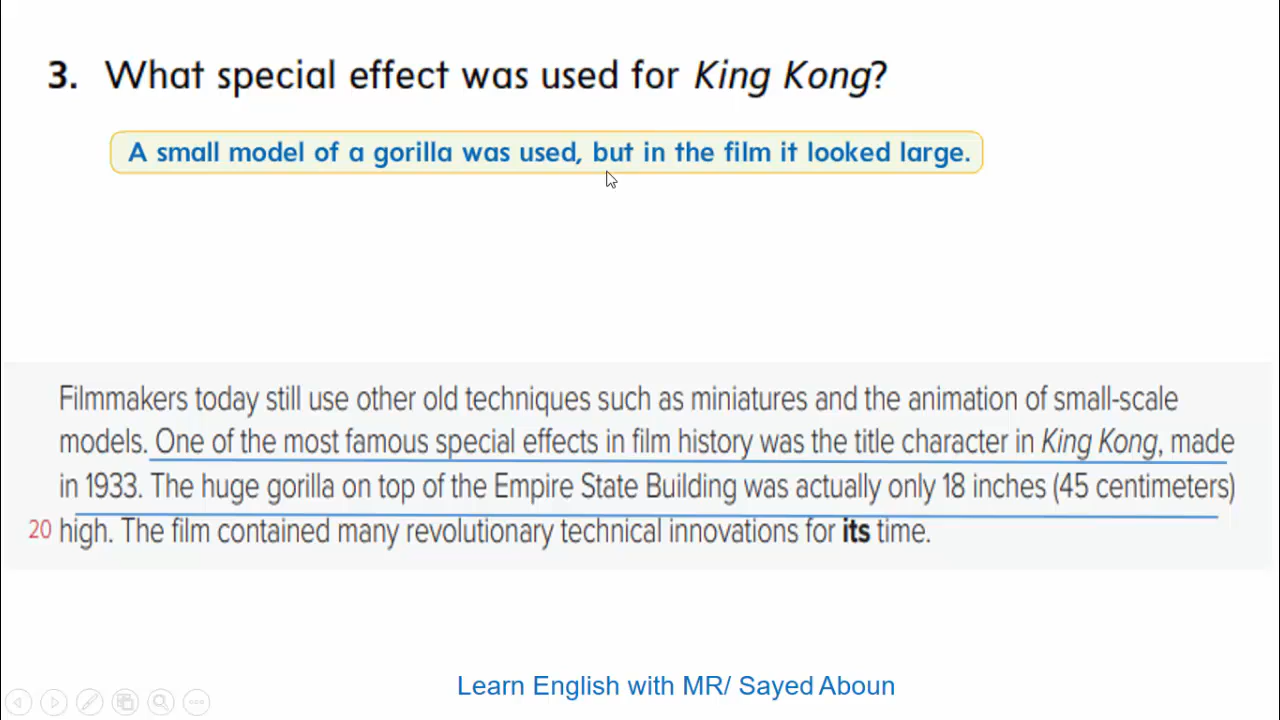 3. What special effect was used for King Kong?
A small model of a gorilla was used, but in the film it looked large.
Filmmakers today still use other old techniques such as miniatures and the animation of small-scale
models. One of the most famous special effects in film history was the title character in King Kong, made
in 1933. The huge gorilla on top of the Empire State Building was actually only 18 inches (45 centimeters)
20 high. The film contained many revolutionary technical innovations for its time.
Learn English with MR/ Sayed Aboun